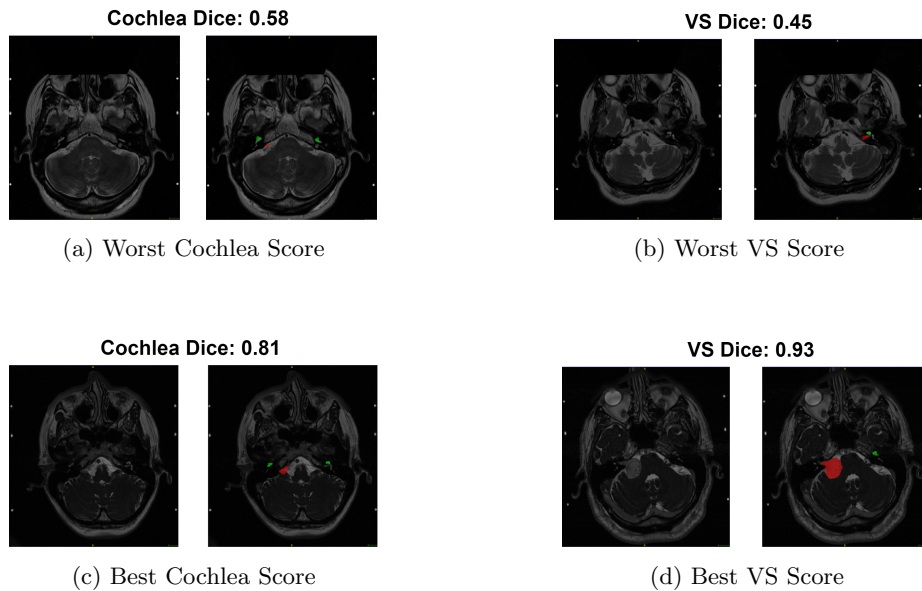 Cochlea Dice: 0.58
VS Dice: 0.45
(a) Worst Cochlea Score
(b) Worst VS Score
Cochlea Dice: 0.81
VS Dice: 0.93
(c) Best Cochlea Score
(d) Best VS Score